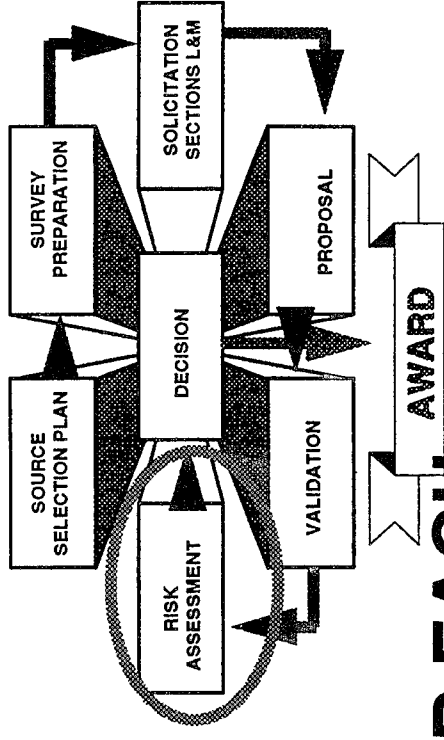 SOURCE
SELECTION PLAN
SURVEY
PREPARATION
SOLICITATION
SECTIONS L&M
PROPOSAL
VALIDATION
RISK
ASSESSMENT
DECISION
AWARD